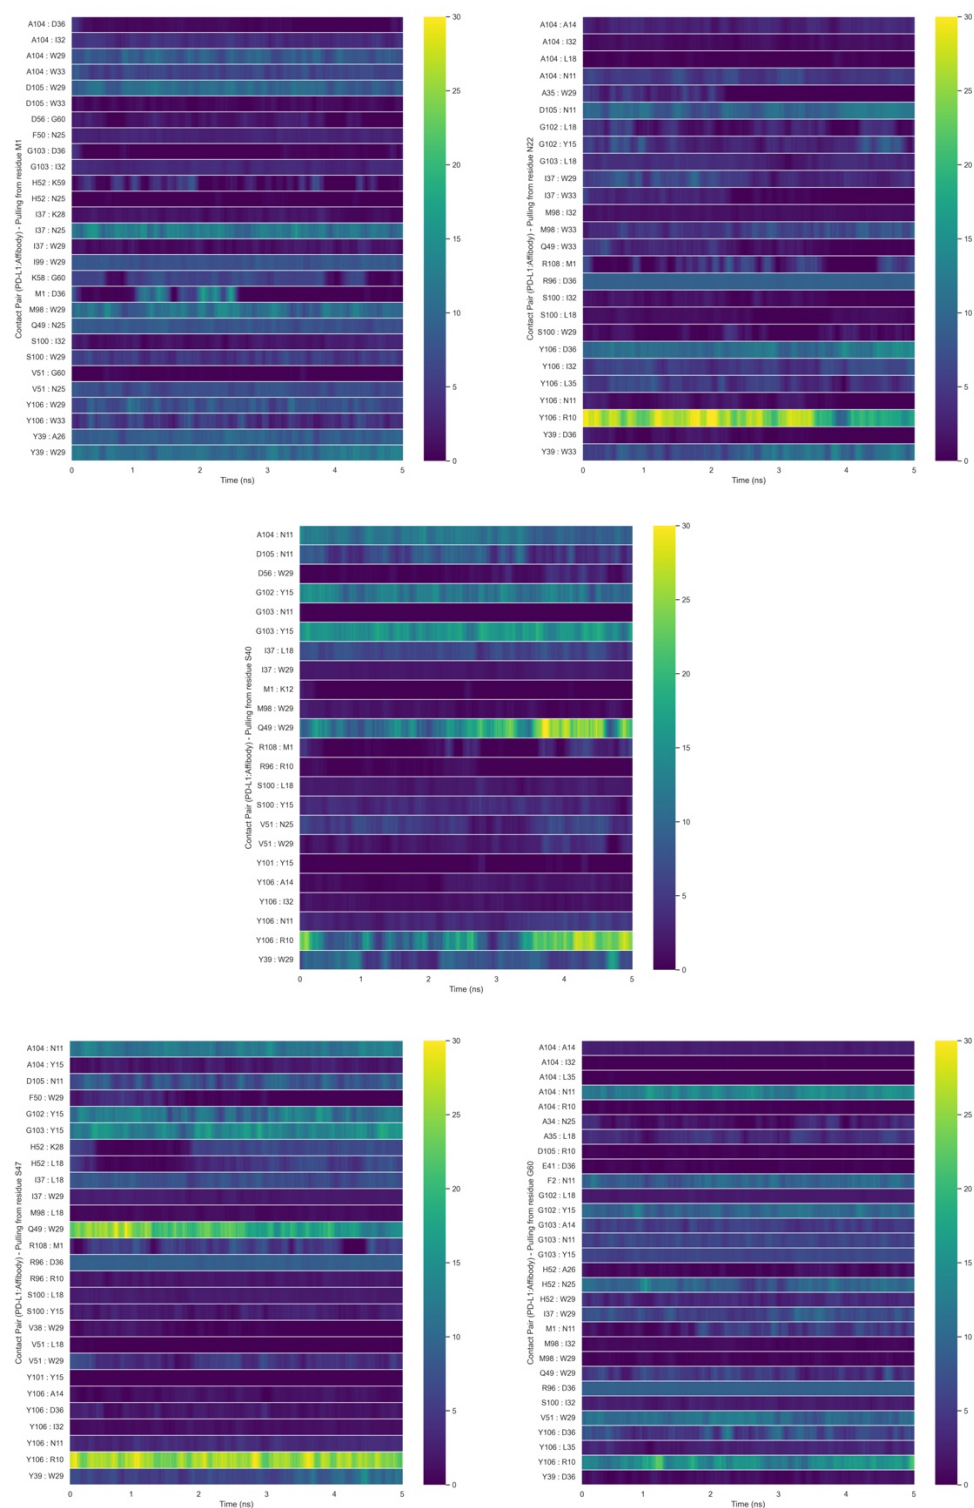 Contact Pair (PD-L1:Affibody) - Pulling from residue M1
A104 : D36
A104 : I32
A104 : W29
A104 : W33
D105 : W29
D105 : W33
D56 : G60
F50 : N25
G103 : D36
G103 : I32
H52 : K59
H52 : N25
I37 : K28
I37 : N25
I37 : W29
I99 : W29
K58 : G60
M1 : D36
M98 : W29
Q49 : N25
S100 : I32
S100 : W29
V51 : G60
V51 : N25
Y106 : W29
Y106 : W33
Y39 : A26
Y39 : W29
0 1 2 3 4 5
Time (ns)
30
25
20
15
10
5
0
Contact Pair (PD-L1:Affibody) - Pulling from residue N22
A104 : A14
A104 : I32
A104 : L18
A104 : N11
A35 : W29
D105 : N11
G102 : L18
G102 : Y15
G103 : L18
I37 : W29
I37 : W33
M98 : I32
M98 : W33
Q49 : W33
R108 : M1
R96 : D36
S100 : I32
S100 : L18
S100 : W29
Y106 : D36
Y106 : I32
Y106 : L35
Y106 : N11
Y106 : R10
Y39 : D36
Y39 : W33
0 1 2 3 4 5
Time (ns)
30
25
20
15
10
5
0
Contact Pair (PD-L1:Affibody) - Pulling from residue S40
A104 : N11
D105 : N11
D56 : W29
G102 : Y15
G103 : N11
G103 : Y15
I37 : L18
I37 : W29
M1 : K12
M98 : W29
Q49 : W29
R108 : M1
R96 : R10
S100 : L18
S100 : Y15
V51 : N25
V51 : W29
Y101 : Y15
Y106 : A14
Y106 : I32
Y106 : N11
Y106 : R10
Y39 : W29
0 1 2 3 4 5
Time (ns)
30
25
20
15
10
5
0
Contact Pair (PD-L1:Affibody) - Pulling from residue S47
A104 : N11
A104 : Y15
D105 : N11
F50 : W29
G102 : Y15
G103 : Y15
H52 : K28
H52 : L18
I37 : L18
I37 : W29
M98 : L18
Q49 : W29
R108 : M1
R96 : D36
R96 : R10
S100 : L18
S100 : Y15
V38 : W29
V51 : L18
V51 : W29
Y101 : Y15
Y106 : A14
Y106 : D36
Y106 : I32
Y106 : N11
Y106 : R10
Y39 : W29
0 1 2 3 4 5
Time (ns)
30
25
20
15
10
5
0
Contact Pair (PD-L1:Affibody) - Pulling from residue G60
A104 : A14
A104 : I32
A104 : L35
A104 : N11
A104 : R10
A34 : N25
A35 : L18
D105 : R10
E41 : D36
F2 : N11
G102 : L18
G102 : Y15
G103 : A14
G103 : N11
G103 : Y15
H52 : A26
H52 : N25
H52 : W29
I37 : W29
M1 : N11
M98 : I32
M98 : W29
Q49 : W29
R96 : D36
S100 : I32
V51 : W29
Y106 : D36
Y106 : L35
Y106 : R10
Y39 : D36
0 1 2 3 4 5
Time (ns)
30
25
20
15
10
5
0